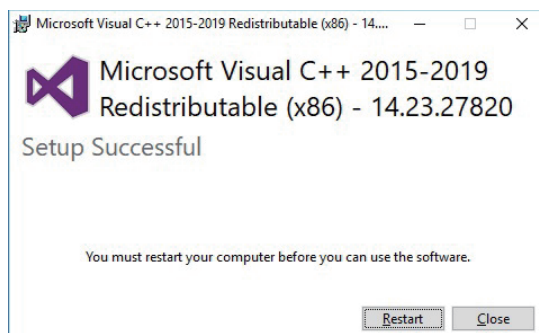 Microsoft Visual C++ 2015-2019 Redistributable (x86) - 14....
Microsoft Visual C++ 2015-2019
Redistributable (x86) - 14.23.27820
Setup Successful
You must restart your computer before you can use the software.
Restart Close